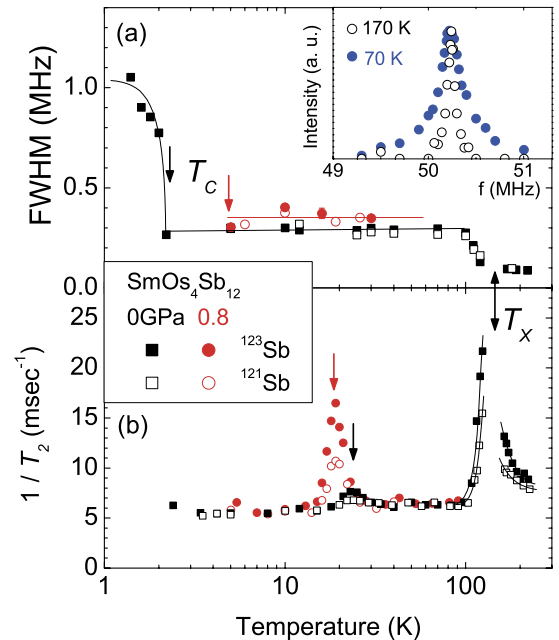 (a)
170 K
70 K
Intensity (a. u.)
49 50 51
f (MHz)
FWHM (MHz)
1.0
0.5
0.0
T_C
SmOs₄Sb₁₂
0GPa 0.8
¹²³Sb
¹²¹Sb
T_X
(b)
1 / T₂ (msec⁻¹)
25
20
15
10
5
0
1 10 100
Temperature (K)